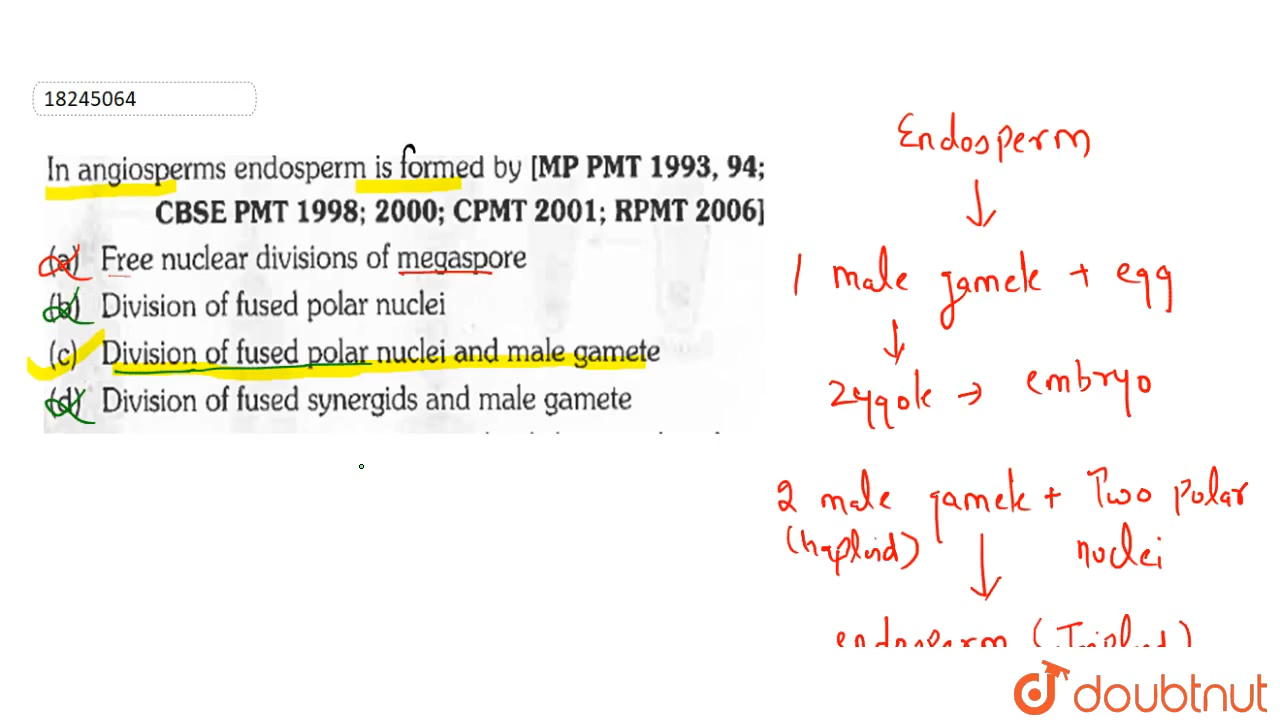 18245064
In angiosperms endosperm is formed by [MP PMT 1993, 94;
CBSE PMT 1998; 2000; CPMT 2001; RPMT 2006]
(a) Free nuclear divisions of megaspore
(b) Division of fused polar nuclei
(c) Division of fused polar nuclei and male gamete
(d) Division of fused synergids and male gamete
Endosperm
↓
1 male gamete + egg
↓
zygote → embryo
2 male gamete + Two polar
(haploid) nuclei
↓
endosperm (Triploid)
doubtnut